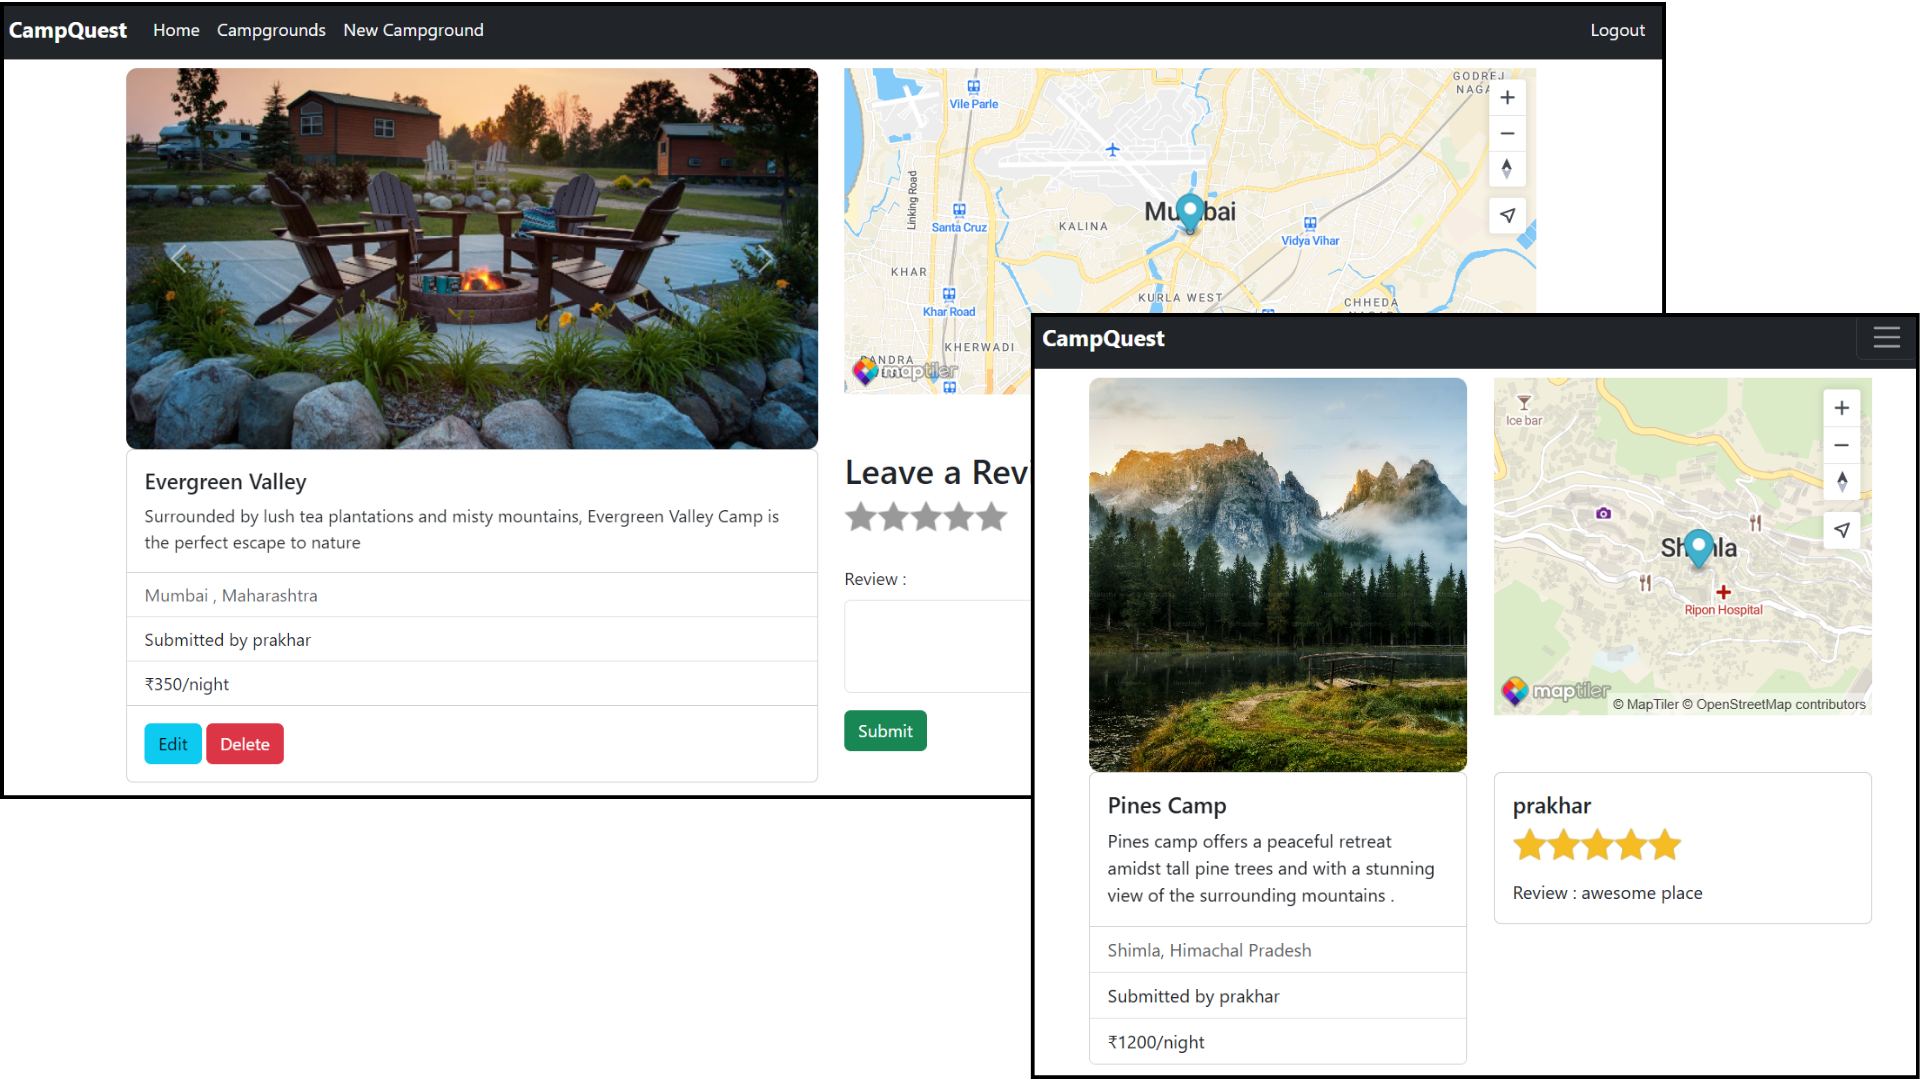 CampQuest Home Campgrounds New Campground Logout
GODREJ
NAGA
Vile Parle
Linking Road
Mumbai
Santa Cruz
KALINA
Vidya Vihar
KHAR
KURLA WEST
CHHEDA
Khar Road
KHERWADI
maptiler
Evergreen Valley
Surrounded by lush tea plantations and misty mountains, Evergreen Valley Camp is
the perfect escape to nature
Mumbai , Maharashtra
Submitted by prakhar
₹350/night
Edit Delete
Leave a Rev
Review :
Submit
CampQuest
Ice bar
Shimla
Ripon Hospital
maptiler
© MapTiler © OpenStreetMap contributors
Pines Camp
Pines camp offers a peaceful retreat
amidst tall pine trees and with a stunning
view of the surrounding mountains .
Shimla, Himachal Pradesh
Submitted by prakhar
₹1200/night
prakhar
Review : awesome place